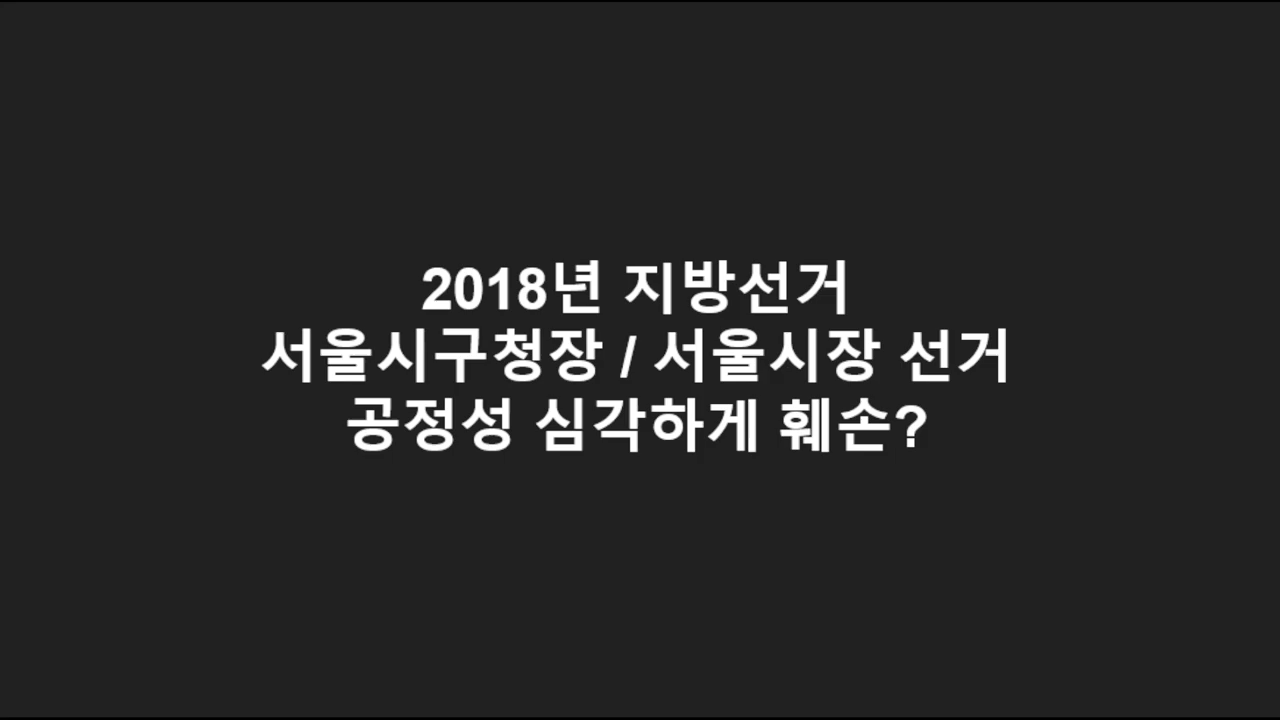 2018년 지방선거
서울시구청장 / 서울시장 선거
공정성 심각하게 훼손?